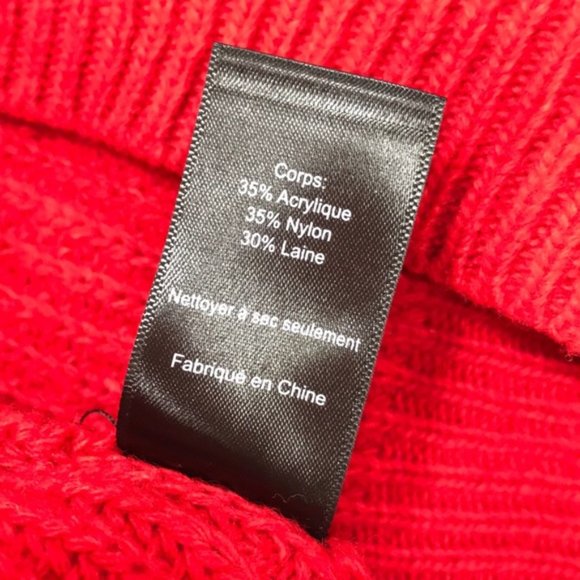 Corps:
35% Acrylique
35% Nylon
30% Laine
Nettoyer à sec seulement
Fabriqué en Chine